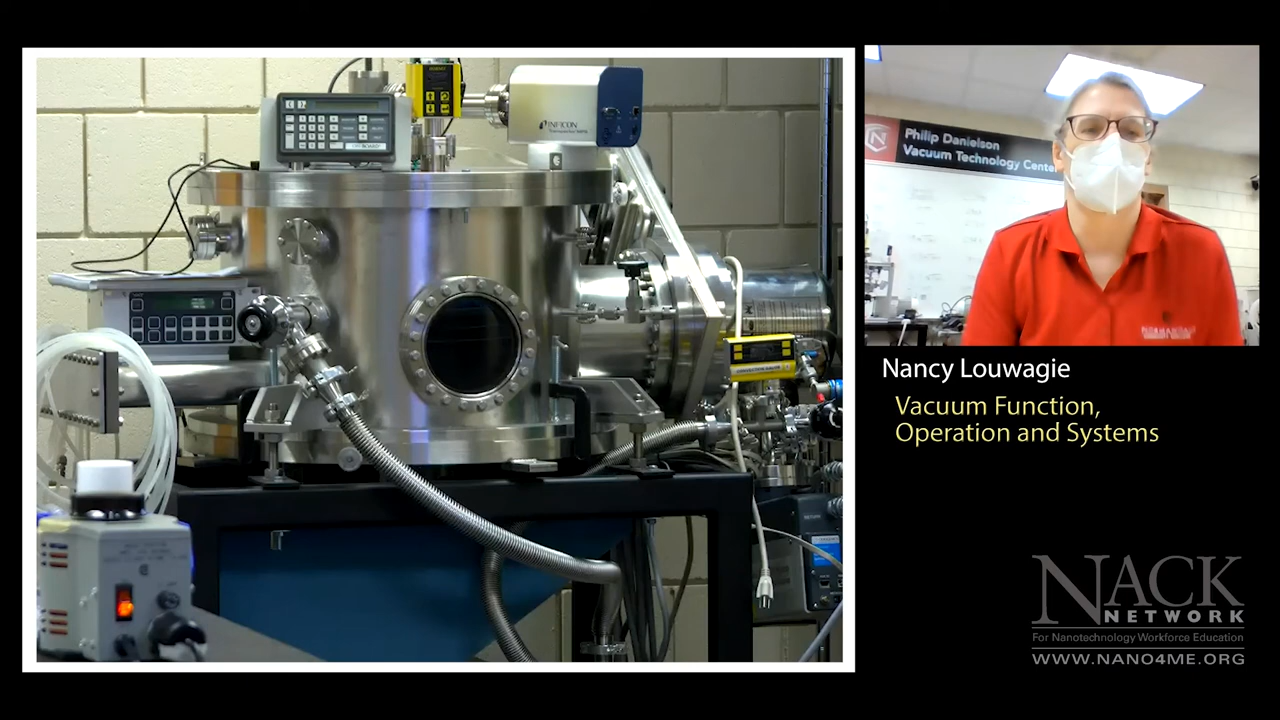 INFICON
Philip Danielson
Vacuum Technology Center
Nancy Louwagie
Vacuum Function,
Operation and Systems
NACK
NETWORK
For Nanotechnology Workforce Education
WWW.NANO4ME.ORG